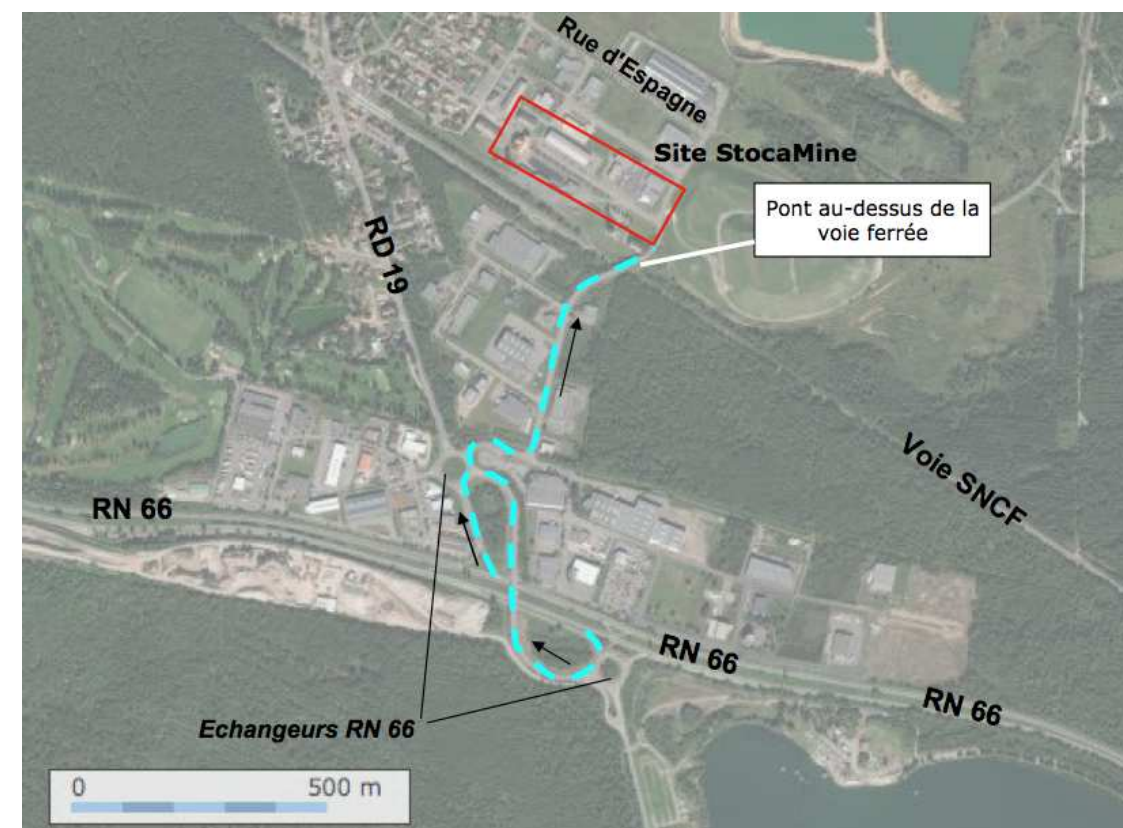 Rue d'Espagne
Site StocaMine
Pont au-dessus de la
voie ferrée
RD 19
Voie SNCF
RN 66
RN 66
RN 66
Echangeurs RN 66
0 500 m